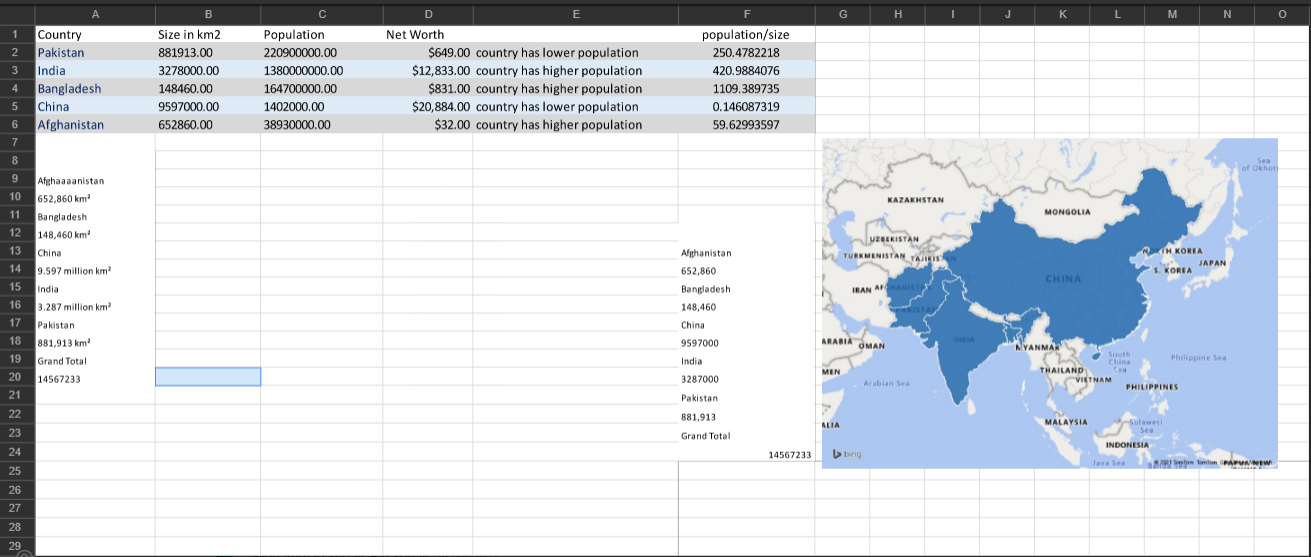 A B C D E F G H I J K L M N O
1 Country Size in km2 Population Net Worth population/size
2 Pakistan 881913.00 220900000.00 $649.00 country has lower population 250.4782218
3 India 3278000.00 1380000000.00 $12,833.00 country has higher population 420.9884076
4 Bangladesh 148460.00 164700000.00 $831.00 country has higher population 1109.389735
5 China 9597000.00 1402000.00 $20,884.00 country has lower population 0.146087319
6 Afghanistan 652860.00 38930000.00 $32.00 country has higher population 59.62993597
7
8
9 Afghaaaanistan
10 652,860 km²
11 Bangladesh
12 148,460 km²
13 China Afghanistan
14 9.597 million km² 652,860
15 India Bangladesh
16 3.287 million km² 148,460
17 Pakistan China
18 881,913 km² 9597000
19 Grand Total India
20 14567233 3287000
21 Pakistan
22 881,913
23 Grand Total
24 14567233
25
26
27
28
29
Sea
of Okhot
KAZAKHSTAN
MONGOLIA
UZBEKISTAN
TURKMENISTAN TAJIKISTAN
NORTH KOREA
JAPAN
S. KOREA
IRAN AFGHANISTAN
CHINA
PAKISTAN
ARABIA OMAN
INDIA
MYANMAR
South
China
Sea
Philippine Sea
MEN
Arabian Sea
THAILAND
VIETNAM
PHILIPPINES
ALIA
MALAYSIA
Sulawesi
Sea
INDONESIA
bing
Java Sea
PAPUA NEW